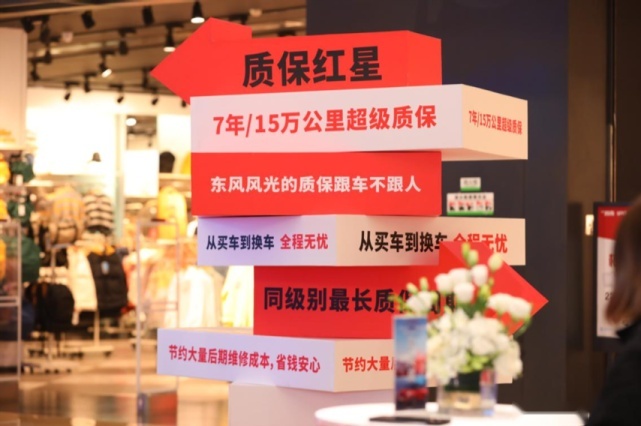 质保红星
7年/15万公里超级质保
7年/15万公里超级质保
东风风光的质保跟车不跟人
从买车到换车 全程无忧
从买车到换车 全程无忧
同级别最长质
节约大量后期维修成本,省钱安心
节约大量